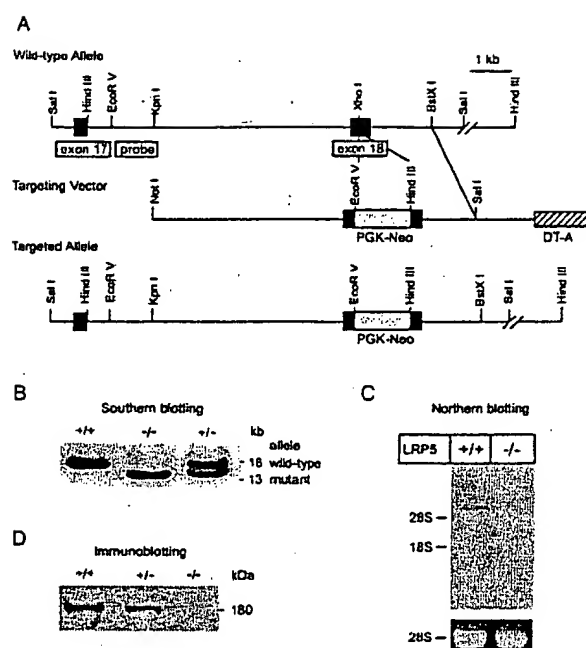 A
Wild-type Allele
1 kb
Sal I
Hind III
EcoR V
Kpn I
Xho I
BstX I
Sal I
Hind III
exon 17
probe
exon 18
Targeting Vector
Not I
EcoR V
Hind III
Sal I
PGK-Neo
DT-A
Targeted Allele
Sal I
Hind III
EcoR V
Kpn I
EcoR V
Hind III
BstX I
Sal I
Hind III
PGK-Neo
B
Southern blotting
+/+ -/- +/- kb
allele
18 wild-type
13 mutant
C
Northern blotting
LRP5 +/+ -/-
28S
18S
28S
D
Immunoblotting
+/+ +/- -/- kDa
180